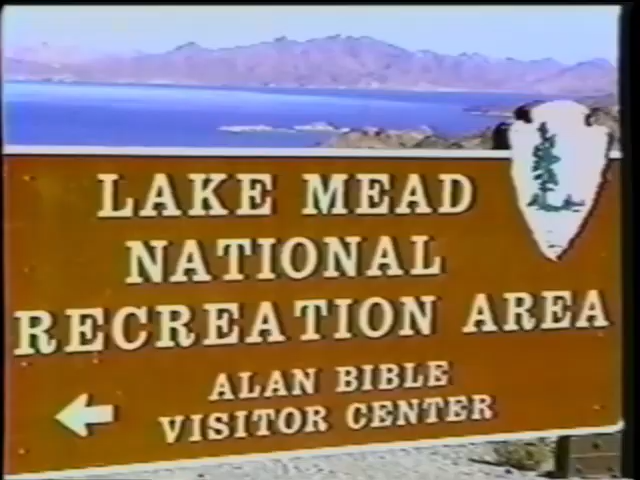 LAKE MEAD
NATIONAL
RECREATION AREA
ALAN BIBLE
VISITOR CENTER